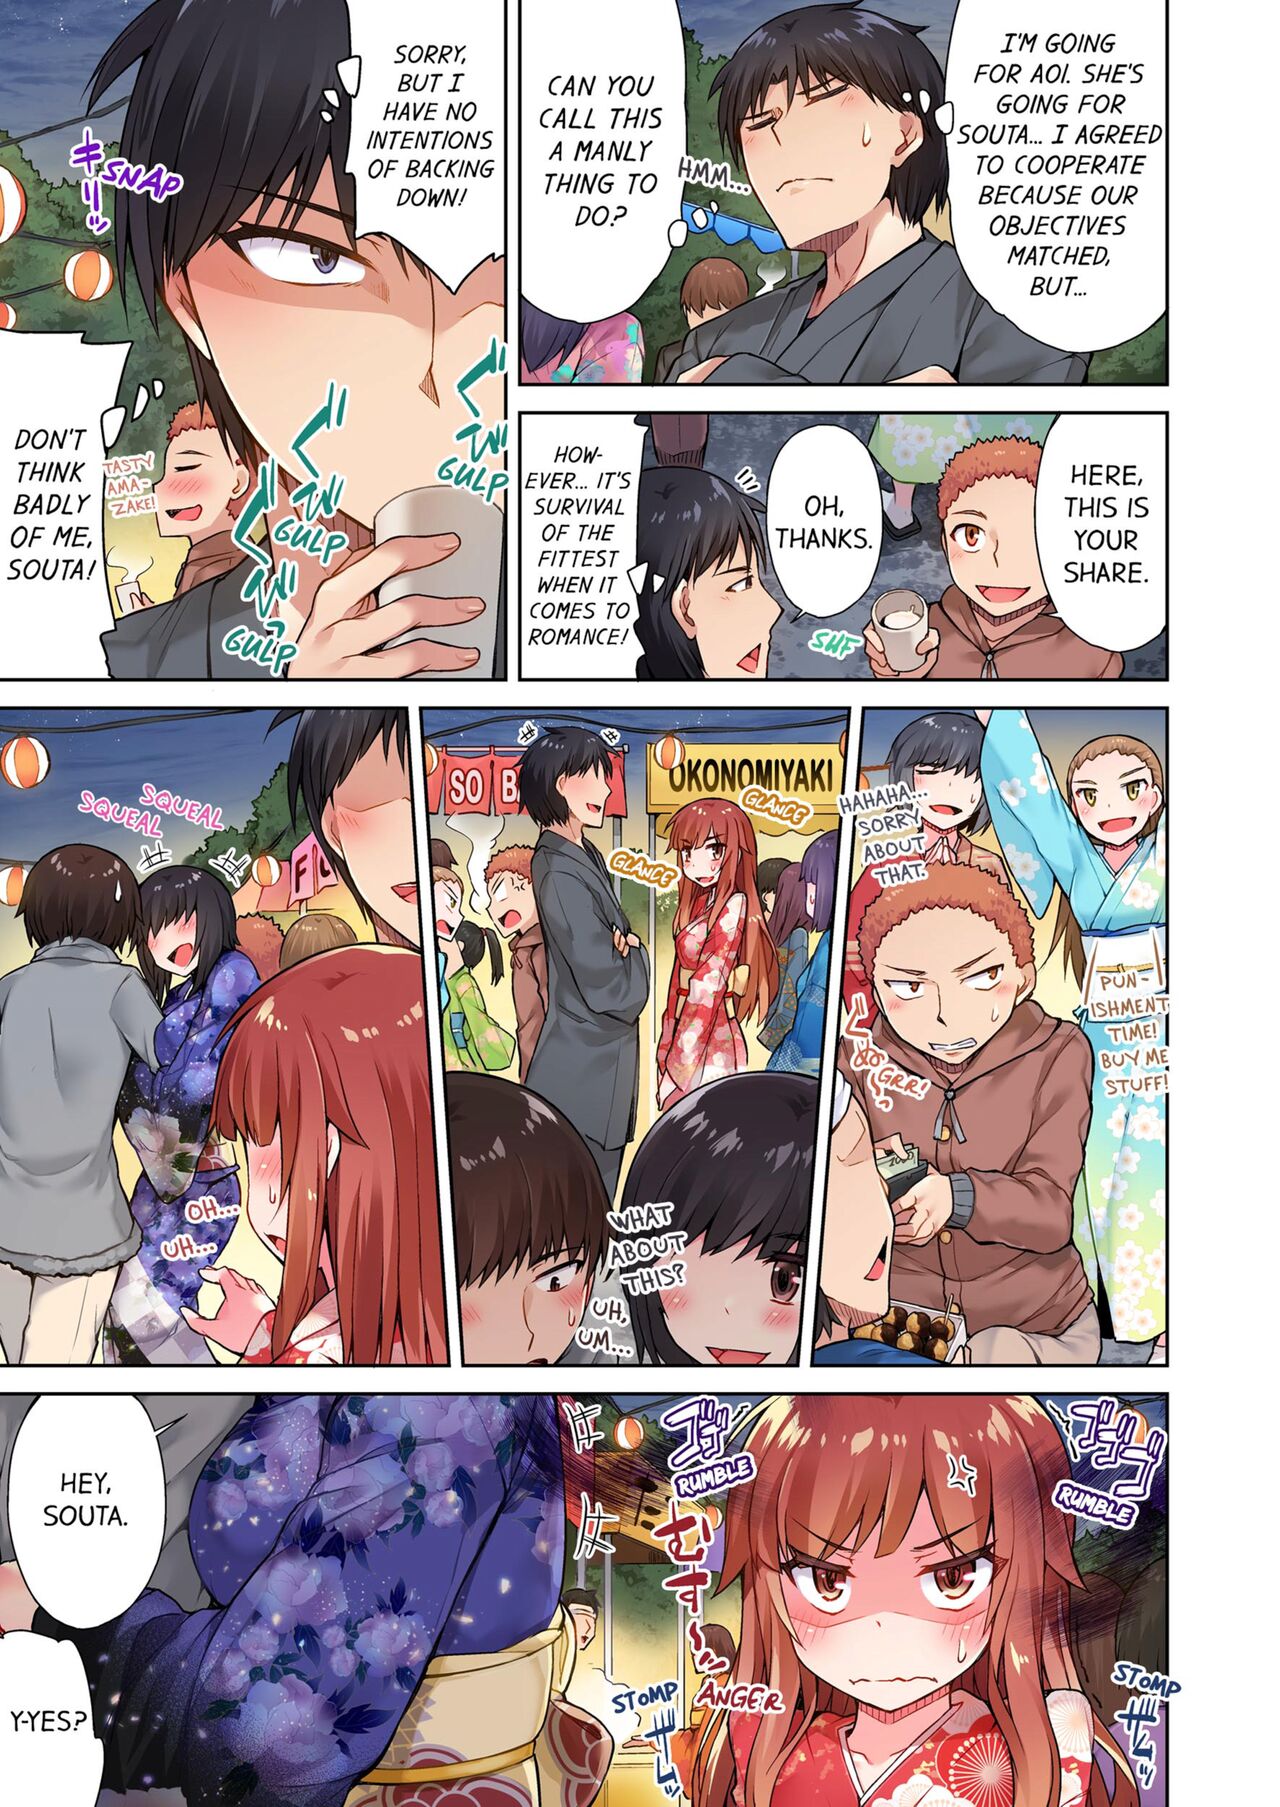 I'M GOING
FOR AOI. SHE'S
GOING FOR
SOUTA... I AGREED
TO COOPERATE
BECAUSE OUR
OBJECTIVES
MATCHED,
BUT...
HMM...
CAN YOU
CALL THIS
A MANLY
THING TO
DO?
HERE,
THIS IS
YOUR
SHARE.
OH,
THANKS.
SHF
HOW-
EVER... IT'S
SURVIVAL
OF THE
FITTEST
WHEN IT
COMES TO
ROMANCE!
SORRY,
BUT I
HAVE NO
INTENTIONS
OF BACKING
DOWN!
キリッ
SNAP
GULP
GULP
GULP
TASTY
AMA-
ZAKE!
DON'T
THINK
BADLY
OF ME,
SOUTA!
HAHAHA...
SORRY
ABOUT
THAT.
PUN-
ISHMENT
TIME!
BUY ME
STUFF!
GRR!
SO B
OKONOMIYAKI
GLANCE
GLANCE
WHAT
ABOUT
THIS?
UH,
UM...
SQUEAL
SQUEAL
OH...
UH...
RUMBLE
RUMBLE
むす〜
ANGER
STOMP
STOMP
HEY,
SOUTA.
Y-YES?